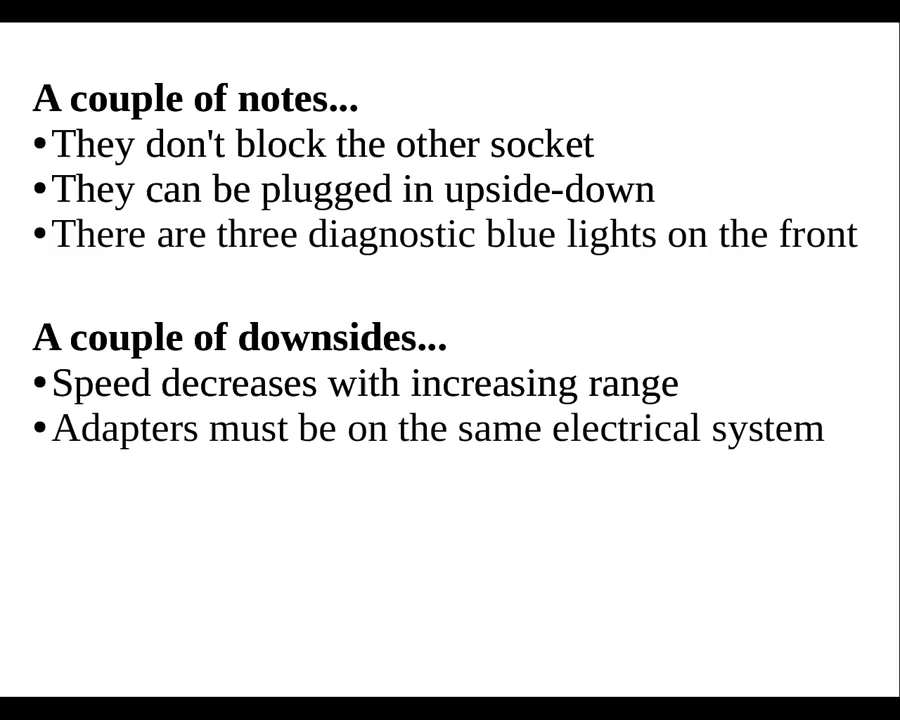 A couple of notes...
•They don't block the other socket
•They can be plugged in upside-down
•There are three diagnostic blue lights on the front
A couple of downsides...
•Speed decreases with increasing range
•Adapters must be on the same electrical system